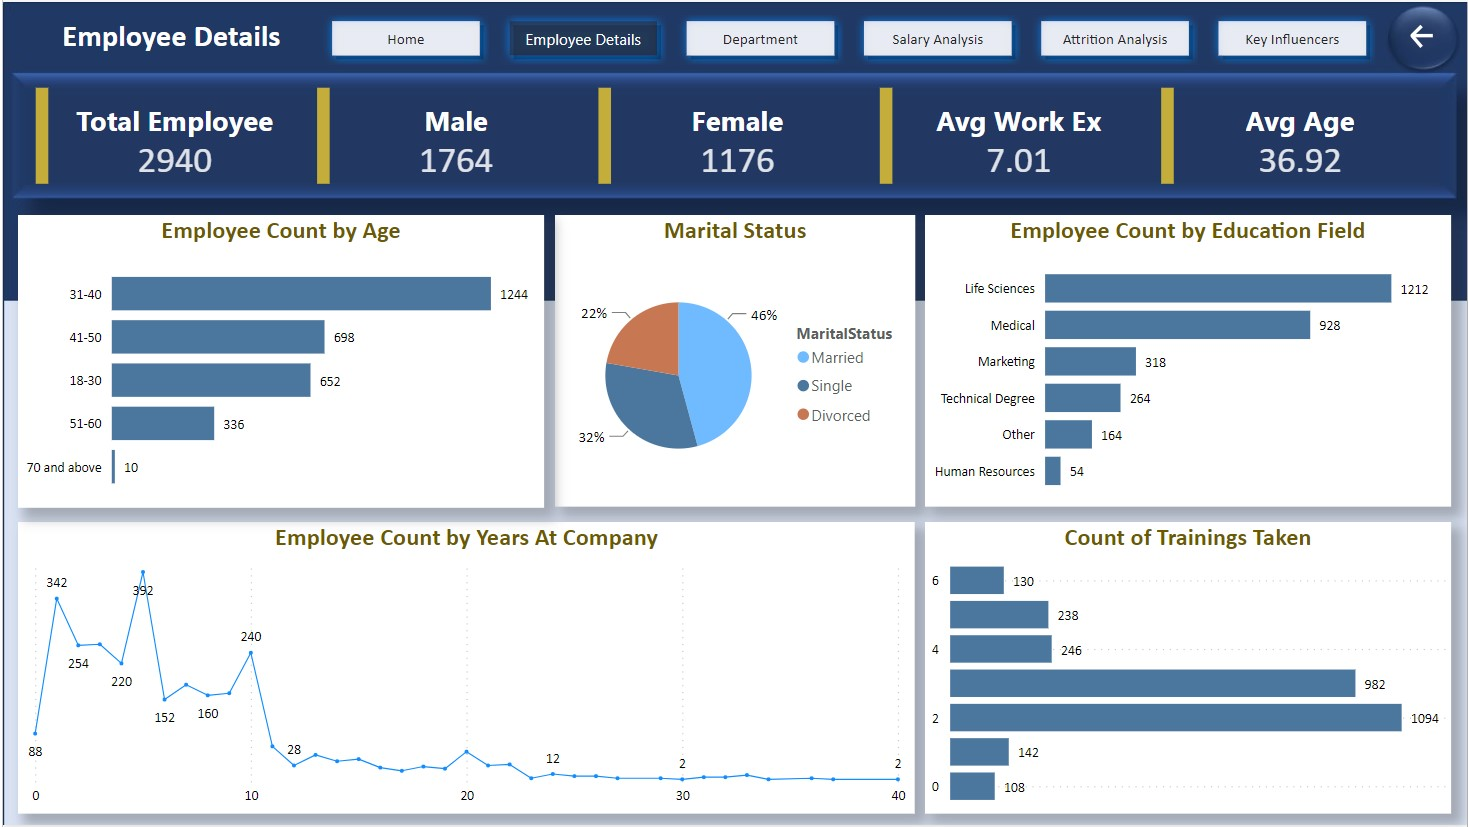 Employee Details
Home
Employee Details
Department
Salary Analysis
Attrition Analysis
Key Influencers
Total Employee
2940
Male
1764
Female
1176
Avg Work Ex
7.01
Avg Age
36.92
Employee Count by Age
31-40 1244
41-50 698
18-30 652
51-60 336
70 and above 10
Marital Status
22%
46%
32%
MaritalStatus
Married
Single
Divorced
Employee Count by Education Field
Life Sciences 1212
Medical 928
Marketing 318
Technical Degree 264
Other 164
Human Resources 54
Employee Count by Years At Company
88
342
254
220
392
152
160
240
28
12
2
2
0 10 20 30 40
Count of Trainings Taken
6 130
238
4 246
982
2 1094
142
0 108